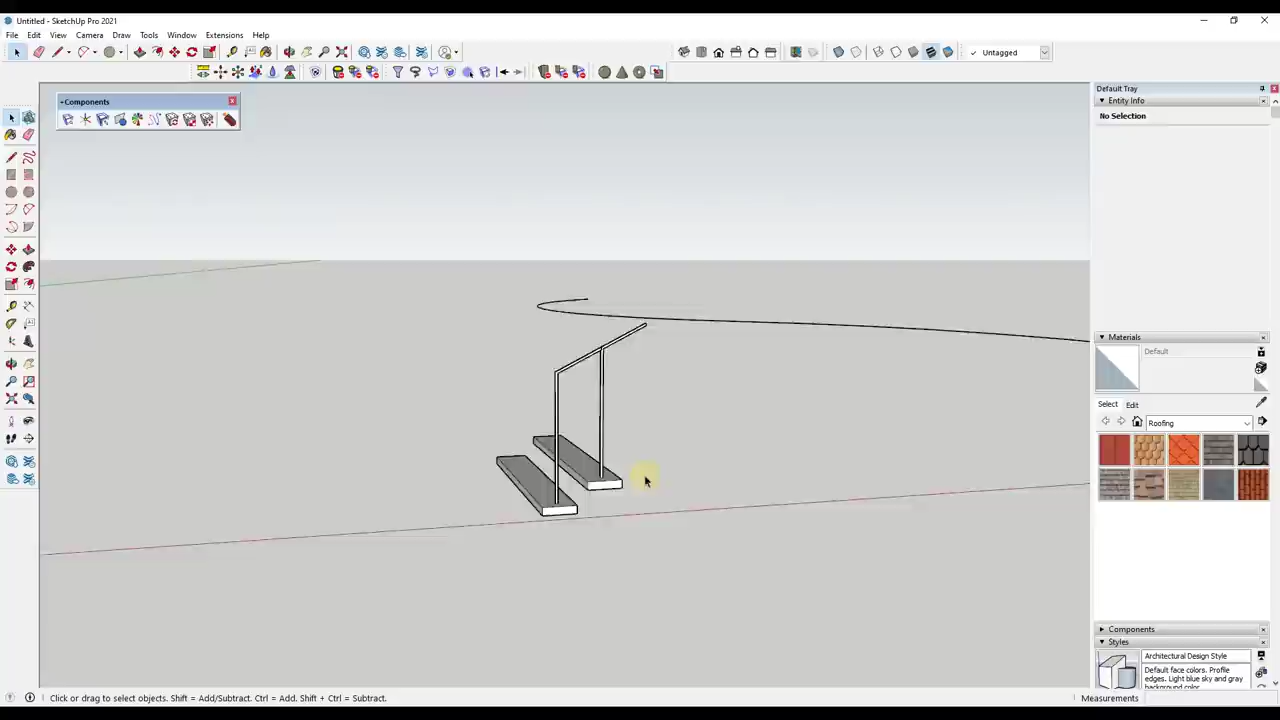 Untitled - SketchUp Pro 2021
File Edit View Camera Draw Tools Window Extensions Help
Untagged
Components
Default Tray
Entity Info
No Selection
Materials
Default
Select Edit
Roofing
Components
Styles
Architectural Design Style
Default face colors. Profile
edges. Light blue sky and gray
background color.
Click or drag to select objects. Shift = Add/Subtract. Ctrl = Add. Shift + Ctrl = Subtract.
Measurements